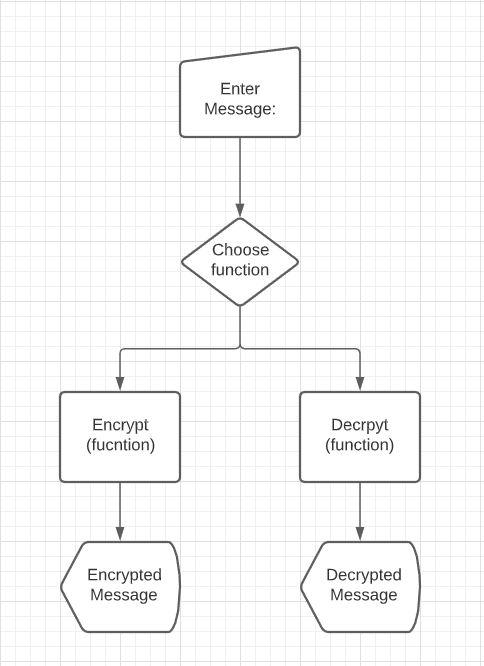 Enter
Message:
Choose
function
Encrypt
(fucntion)
Decrpyt
(function)
Encrypted
Message
Decrypted
Message